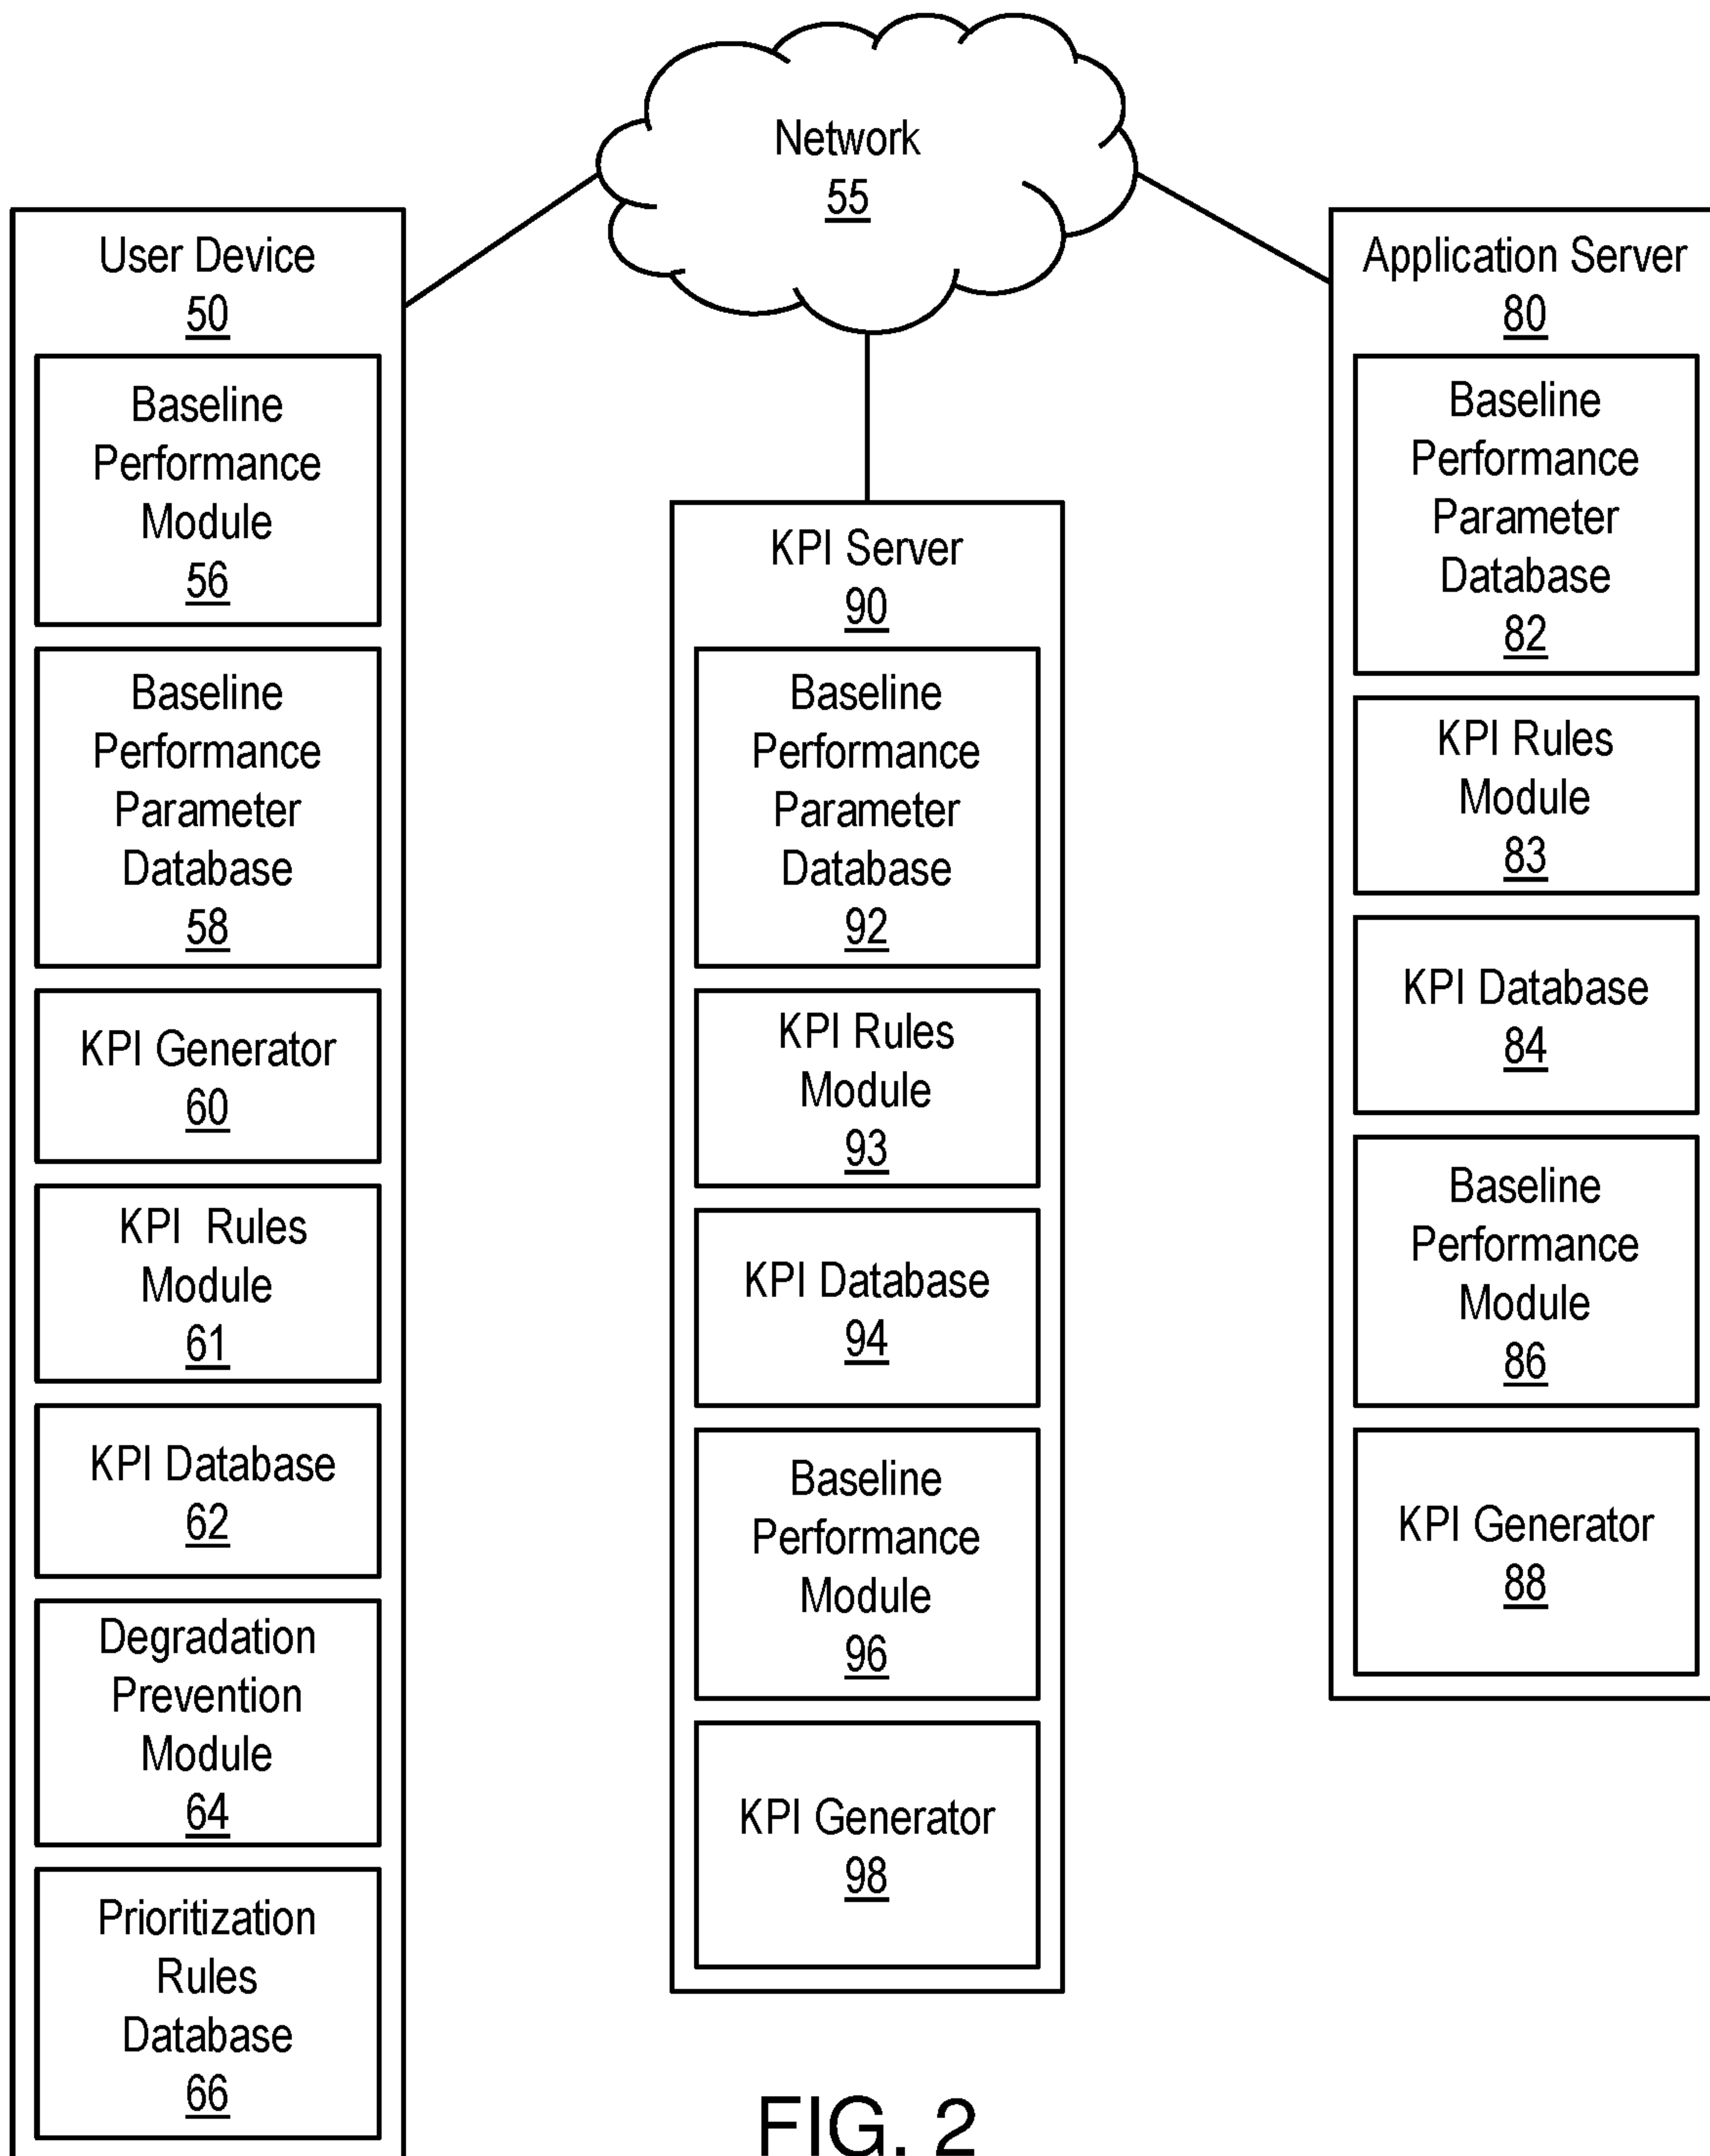 Network
55
User Device
50
Baseline
Performance
Module
56
Baseline
Performance
Parameter
Database
58
KPI Generator
60
KPI Rules
Module
61
KPI Database
62
Degradation
Prevention
Module
64
Prioritization
Rules
Database
66
KPI Server
90
Baseline
Performance
Parameter
Database
92
KPI Rules
Module
93
KPI Database
94
Baseline
Performance
Module
96
KPI Generator
98
Application Server
80
Baseline
Performance
Parameter
Database
82
KPI Rules
Module
83
KPI Database
84
Baseline
Performance
Module
86
KPI Generator
88
FIG. 2